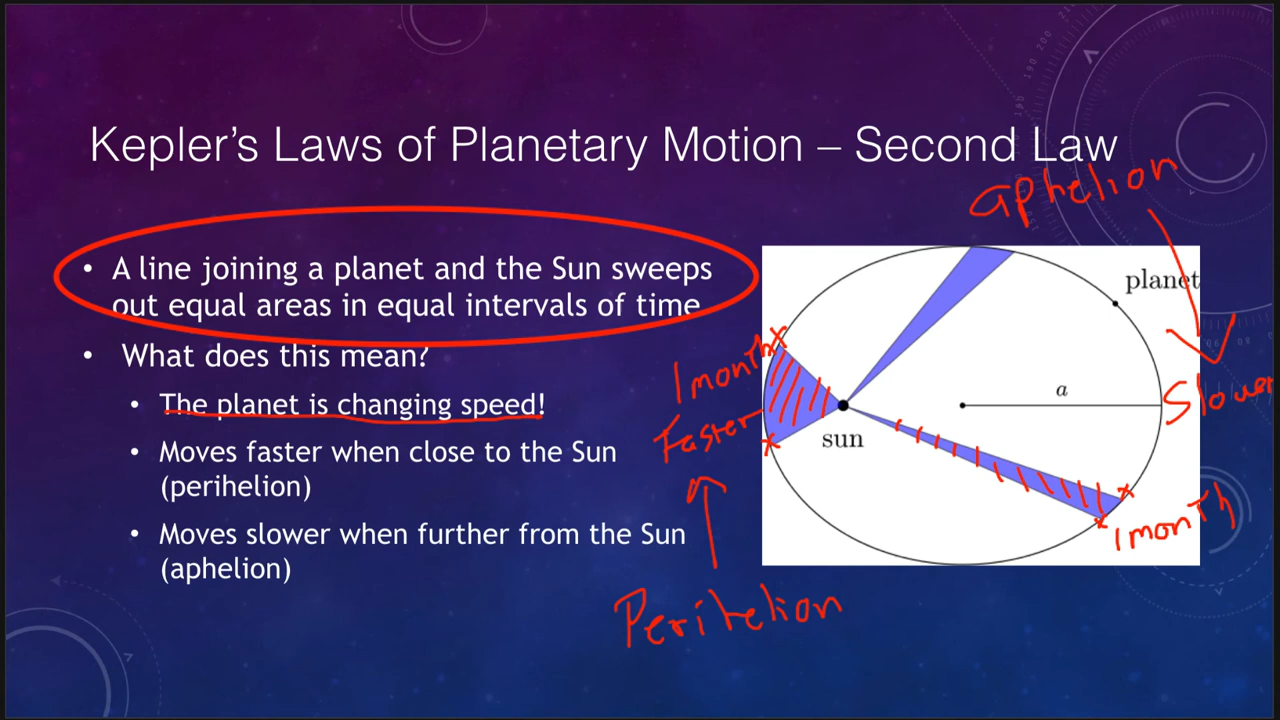 Kepler's Laws of Planetary Motion – Second Law
aphelion
• A line joining a planet and the Sun sweeps
out equal areas in equal intervals of time
• What does this mean?
• The planet is changing speed!
• Moves faster when close to the Sun
(perihelion)
• Moves slower when further from the Sun
(aphelion)
planet
1 month
Faster
a
Slower
sun
1 month
Perihelion